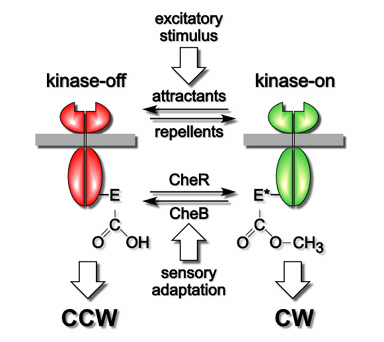 excitatory
stimulus
kinase-off
attractants
kinase-on
repellents
E
CheR
E*
CheB
C
O
OH
C
O
O–CH3
sensory
adaptation
CCW
CW